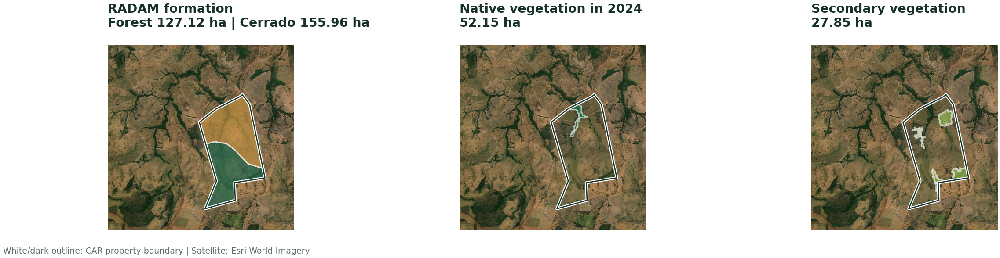 RADAM formation
Forest 127.12 ha | Cerrado 155.96 ha
Native vegetation in 2024
52.15 ha
Secondary vegetation
27.85 ha
White/dark outline: CAR property boundary | Satellite: Esri World Imagery